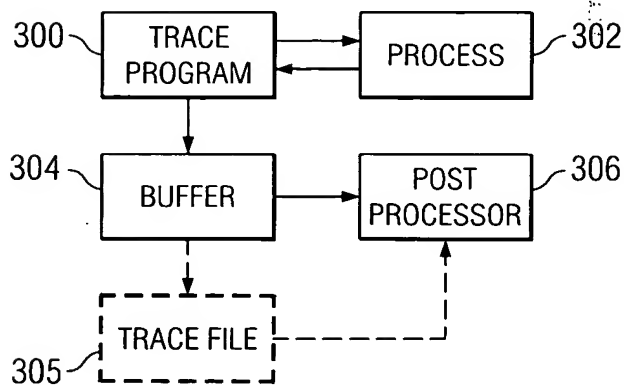 300
TRACE
PROGRAM
PROCESS
302
304
BUFFER
POST
PROCESSOR
306
TRACE FILE
305